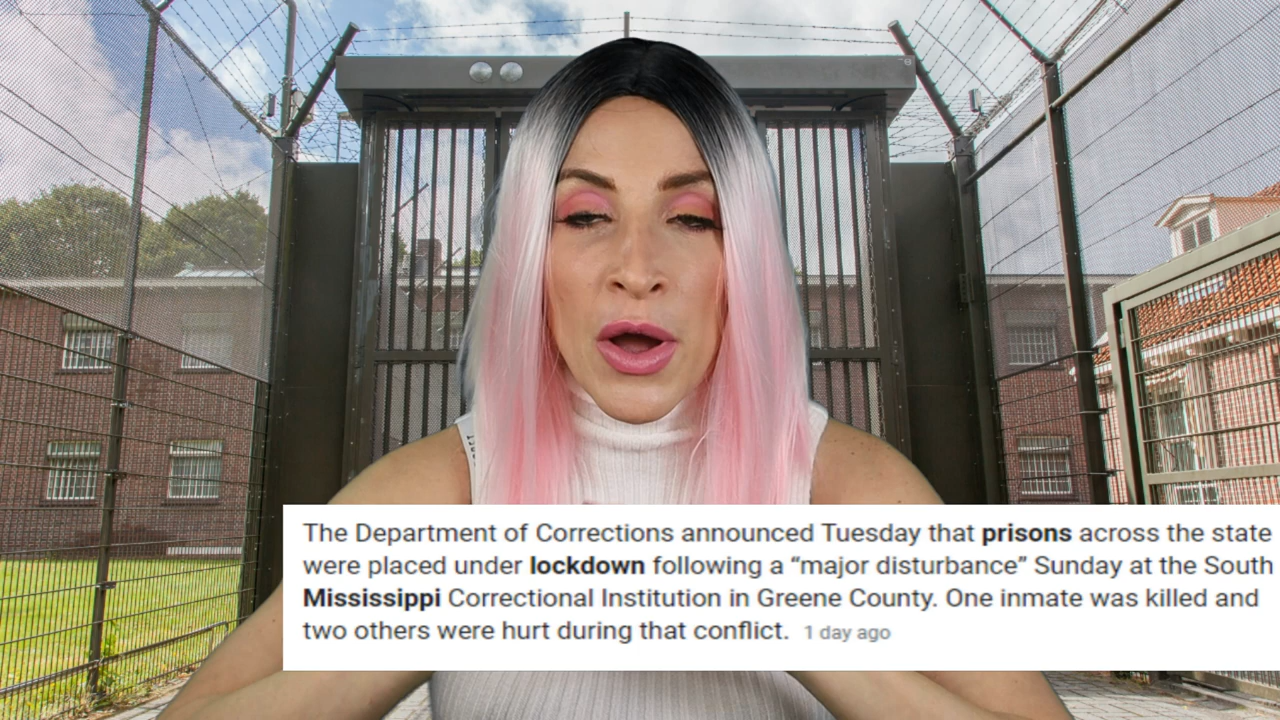 The Department of Corrections announced Tuesday that prisons across the state
were placed under lockdown following a “major disturbance” Sunday at the South
Mississippi Correctional Institution in Greene County. One inmate was killed and
two others were hurt during that conflict. 1 day ago